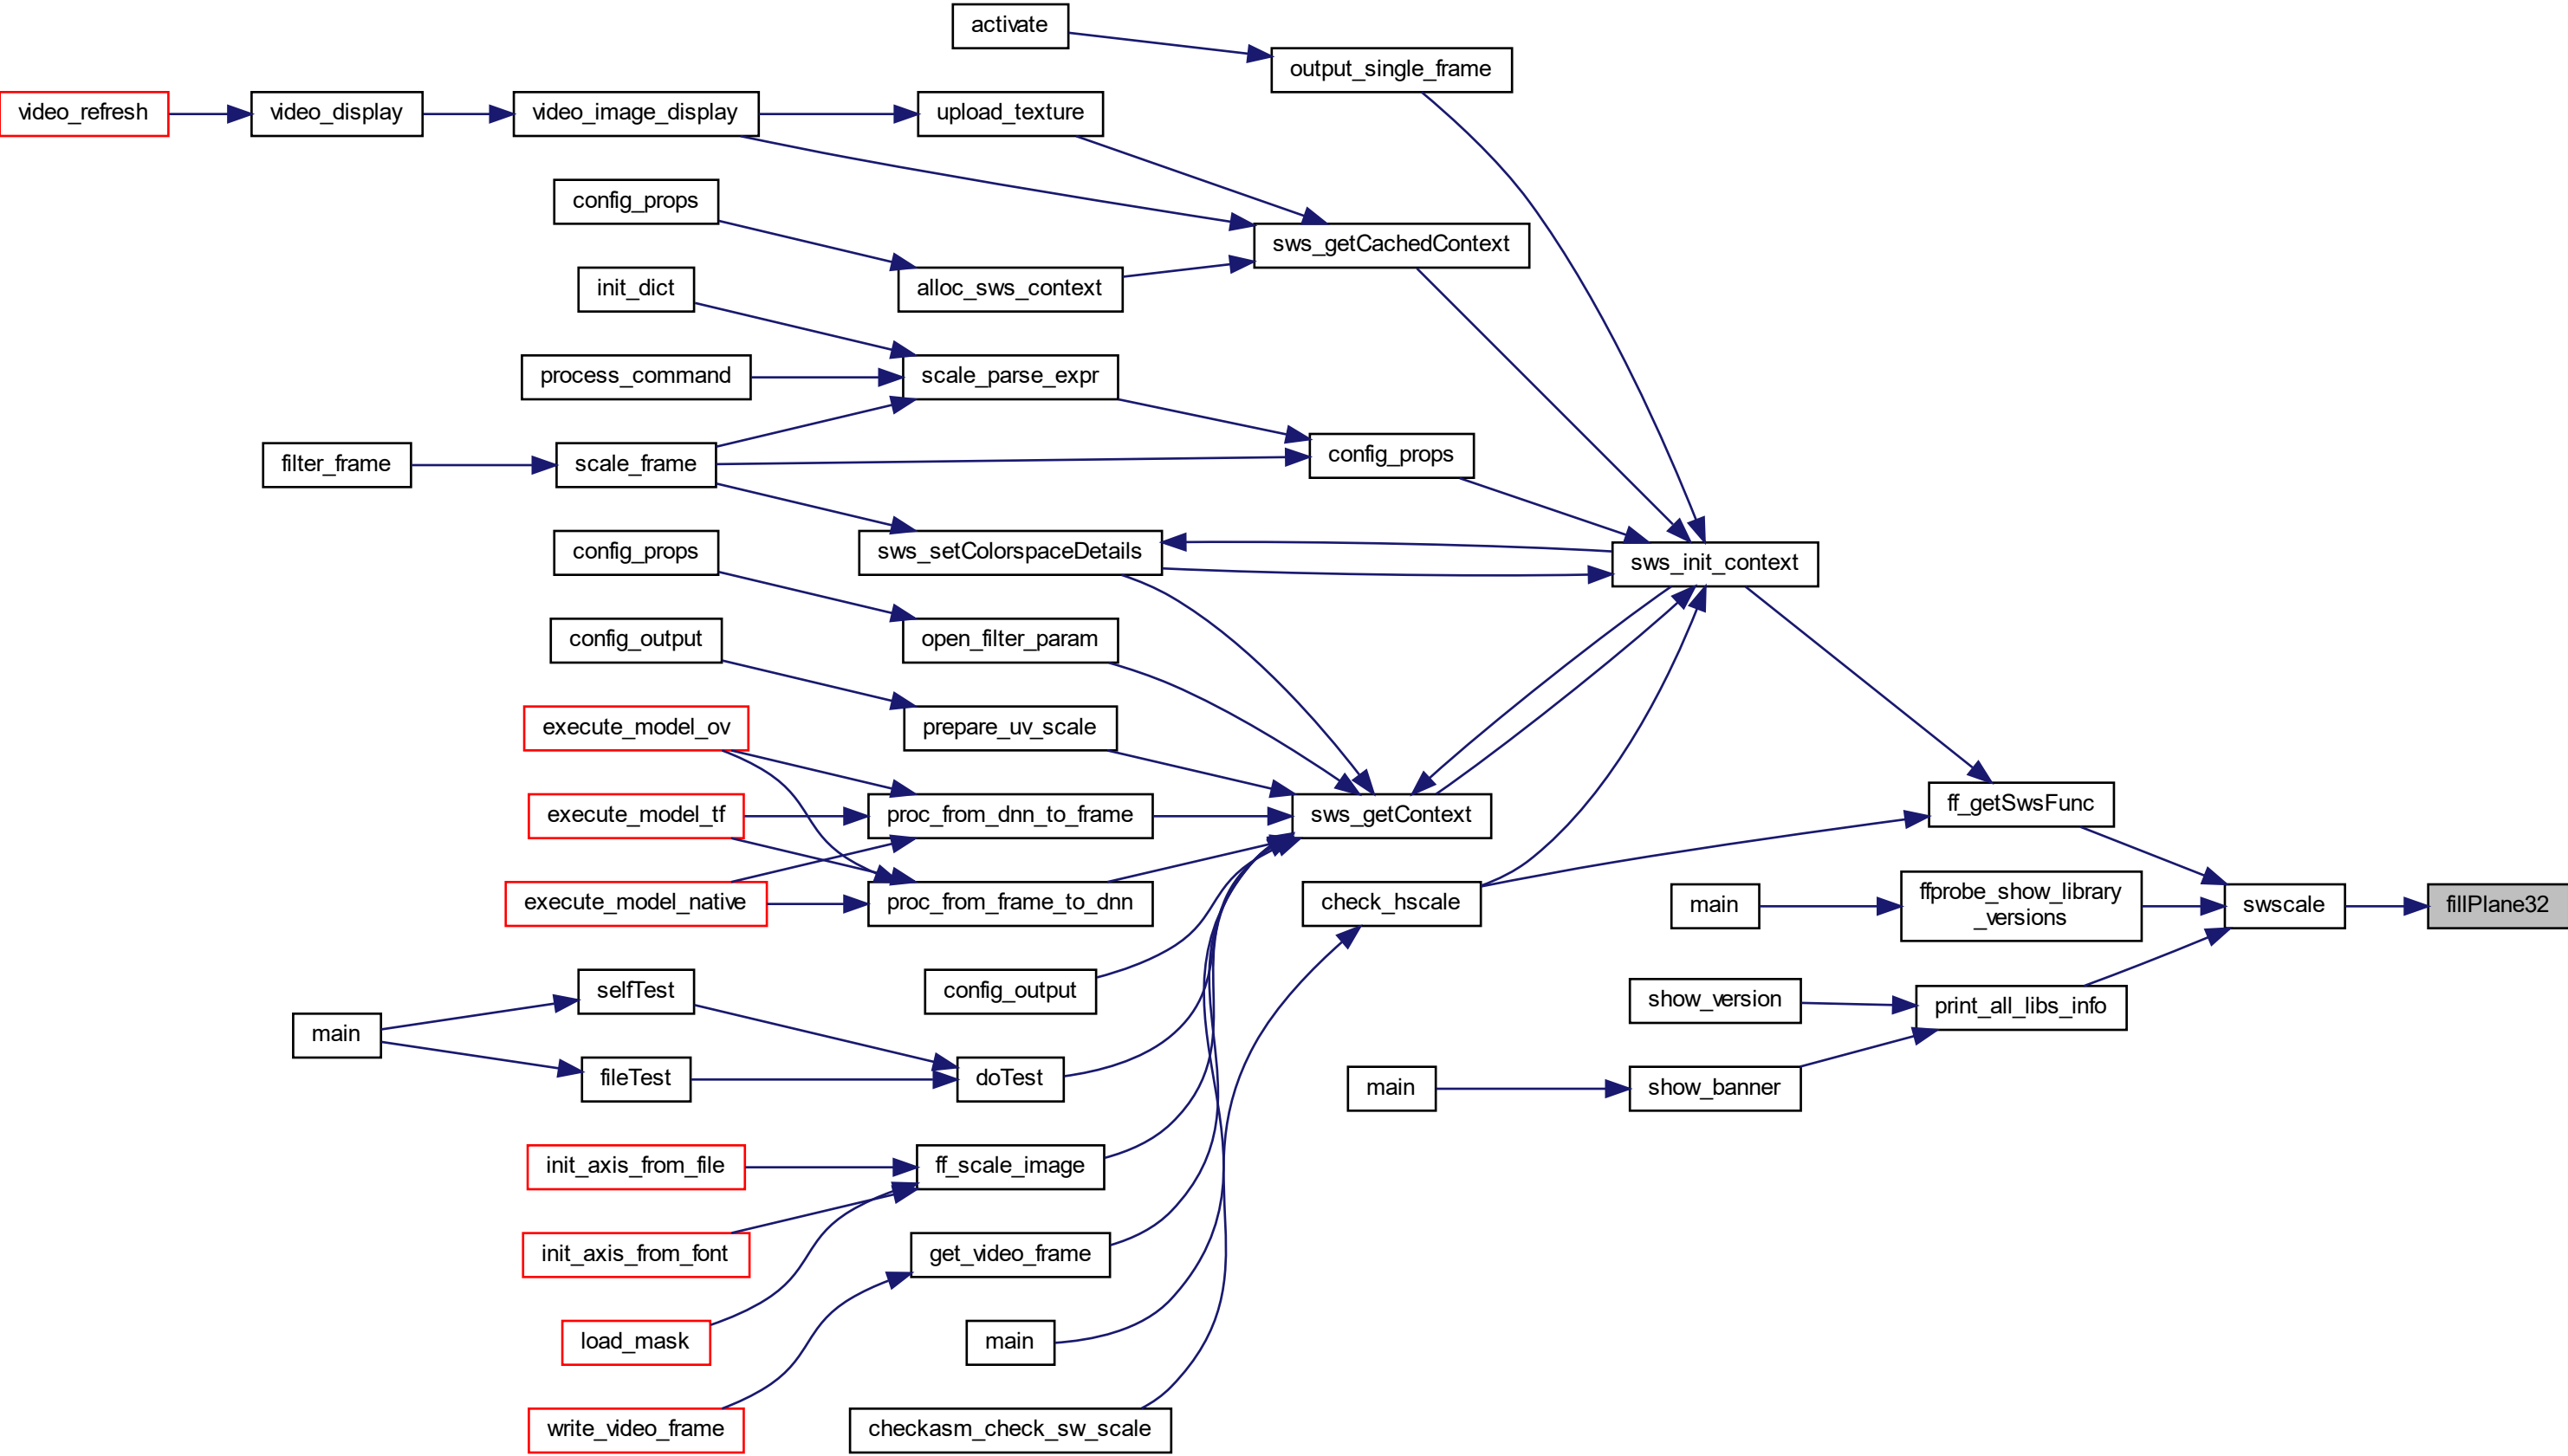 activate
output_single_frame
video_refresh
video_display
video_image_display
upload_texture
config_props
sws_getCachedContext
init_dict
alloc_sws_context
process_command
scale_parse_expr
filter_frame
scale_frame
config_props
config_props
sws_setColorspaceDetails
sws_init_context
config_output
open_filter_param
execute_model_ov
prepare_uv_scale
execute_model_tf
proc_from_dnn_to_frame
sws_getContext
ff_getSwsFunc
execute_model_native
proc_from_frame_to_dnn
check_hscale
main
ffprobe_show_library
_versions
swscale
fillPlane32
selfTest
config_output
show_version
print_all_libs_info
main
fileTest
doTest
main
show_banner
init_axis_from_file
ff_scale_image
init_axis_from_font
get_video_frame
load_mask
main
write_video_frame
checkasm_check_sw_scale